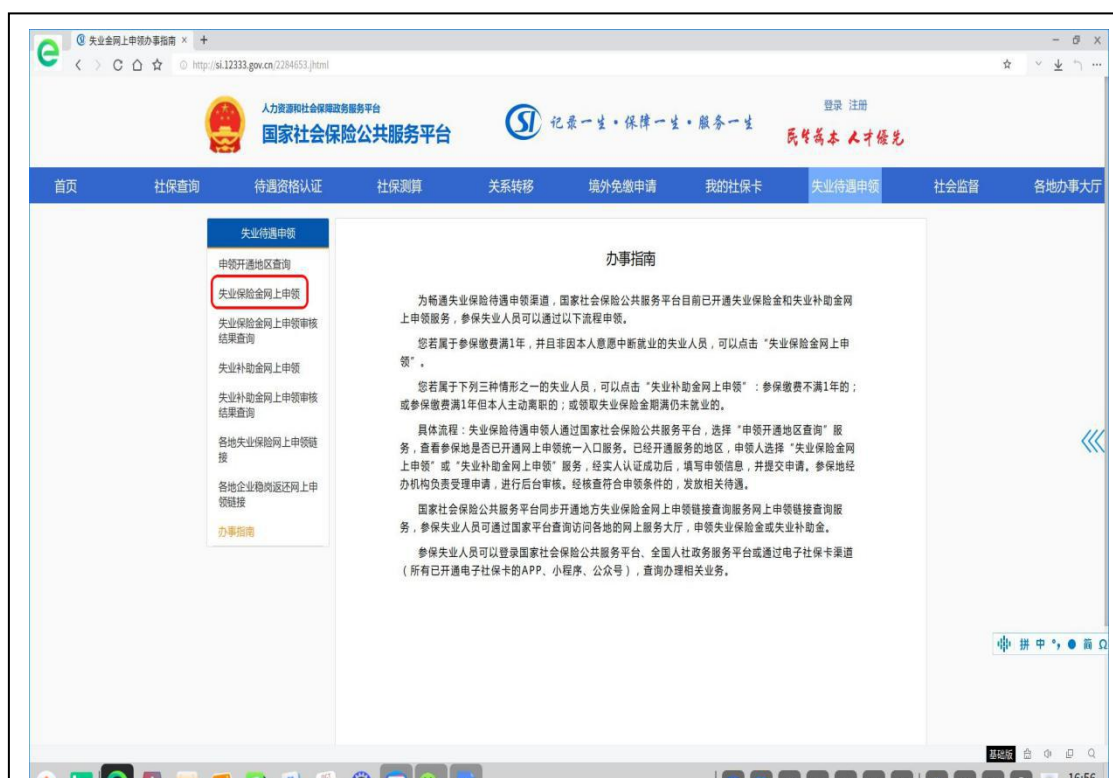 失业金网上申领办事指南 × +
http://si.12333.gov.cn/2284653.jhtml
人力资源和社会保障政务服务平台
国家社会保险公共服务平台
记录一生·保障一生·服务一生
登录 注册
民生为本 人才优先
首页 社保查询 待遇资格认证 社保测算 关系转移 境外免缴申请 我的社保卡 失业待遇申领 社会监督 各地办事大厅
失业待遇申领
申领开通地区查询
失业保险金网上申领
失业保险金网上申领审核
结果查询
失业补助金网上申领
失业补助金网上申领审核
结果查询
各地失业保险网上申领链
接
各地企业稳岗返还网上申
领链接
办事指南
办事指南
为畅通失业保险待遇申领渠道，国家社会保险公共服务平台目前已开通失业保险金和失业补助金网
上申领服务，参保失业人员可以通过以下流程申领。
您若属于参保缴费满1年，并且非因本人意愿中断就业的失业人员，可以点击“失业保险金网上申
领”。
您若属于下列三种情形之一的失业人员，可以点击“失业补助金网上申领”：参保缴费不满1年的；
或参保缴费满1年但本人主动离职的；或领取失业保险金期满仍未就业的。
具体流程：失业保险待遇申领人通过国家社会保险公共服务平台，选择“申领开通地区查询”服
务，查看参保地是否已开通网上申领统一入口服务。已经开通服务的地区，申领人选择“失业保险金网
上申领”或“失业补助金网上申领”服务，经实人认证成功后，填写申领信息，并提交申请。参保地经
办机构负责受理申请，进行后台审核。经核查符合申领条件的，发放相关待遇。
国家社会保险公共服务平台同步开通地方失业保险金网上申领链接查询服务网上申领链接查询服
务，参保失业人员可通过国家平台查询访问各地的网上服务大厅，申领失业保险金或失业补助金。
参保失业人员可以登录国家社会保险公共服务平台、全国人社政务服务平台或通过电子社保卡渠道
（所有已开通电子社保卡的APP、小程序、公众号），查询办理相关业务。
拼 中 °, 简 Ω
基础版
16:56